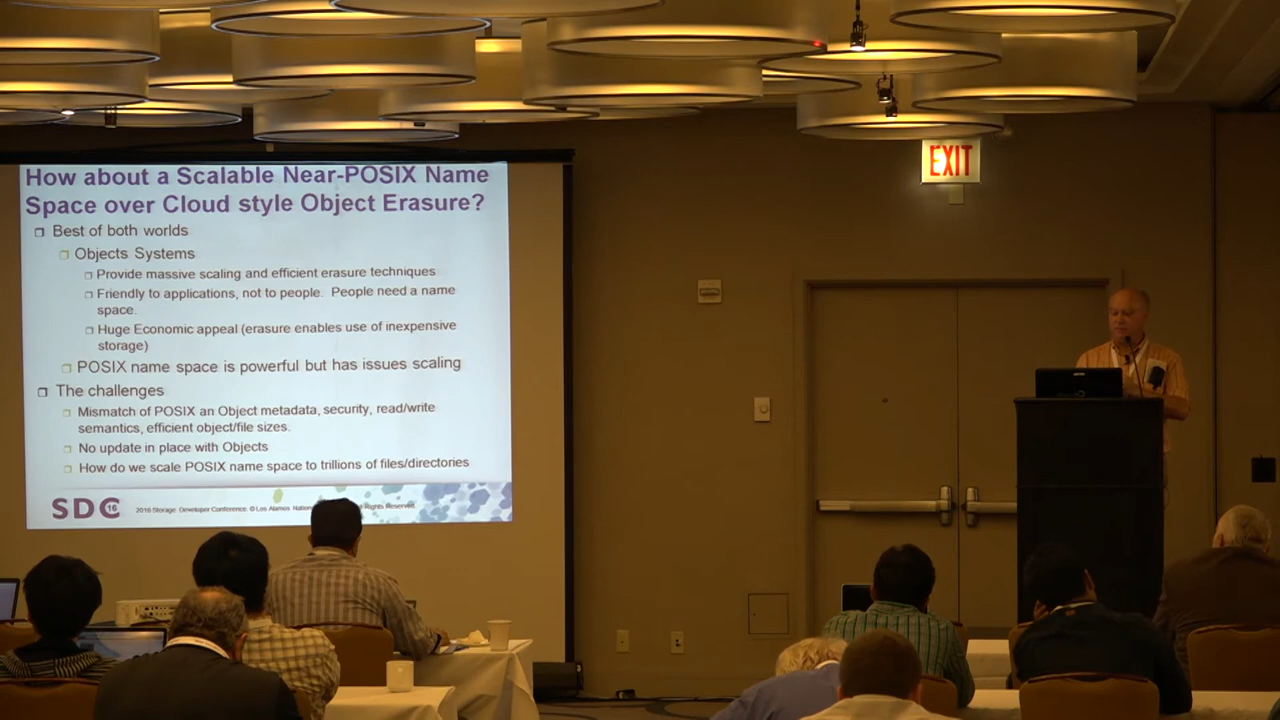 How about a Scalable Near-POSIX Name
Space over Cloud style Object Erasure?
Best of both worlds
Objects Systems
Provide massive scaling and efficient erasure techniques
Friendly to applications, not to people. People need a name
space.
Huge Economic appeal (erasure enables use of inexpensive
storage)
POSIX name space is powerful but has issues scaling
The challenges
Mismatch of POSIX an Object metadata, security, read/write
semantics, efficient object/file sizes.
No update in place with Objects
How do we scale POSIX name space to trillions of files/directories
SDC 16
2016 Storage Developer Conference. © Los Alamos Rights Reserved.
EXIT